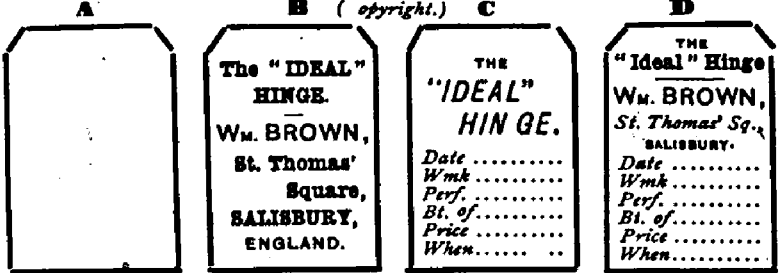 A B ( opyright.) C D
The "IDEAL"
HINGE.
WM. BROWN,
St. Thomas'
Square,
SALISBURY,
ENGLAND.
THE
"IDEAL"
HIN GE.
Date ..........
Wmk ..........
Perf. ..........
Bt. of ..........
Price ..........
When...... ..
THE
"Ideal" Hinge
WM. BROWN,
St. Thomas' Sq.,
SALISBURY.
Date ..........
Wmk ..........
Perf. ..........
Bt. of ..........
Price ..........
When..........